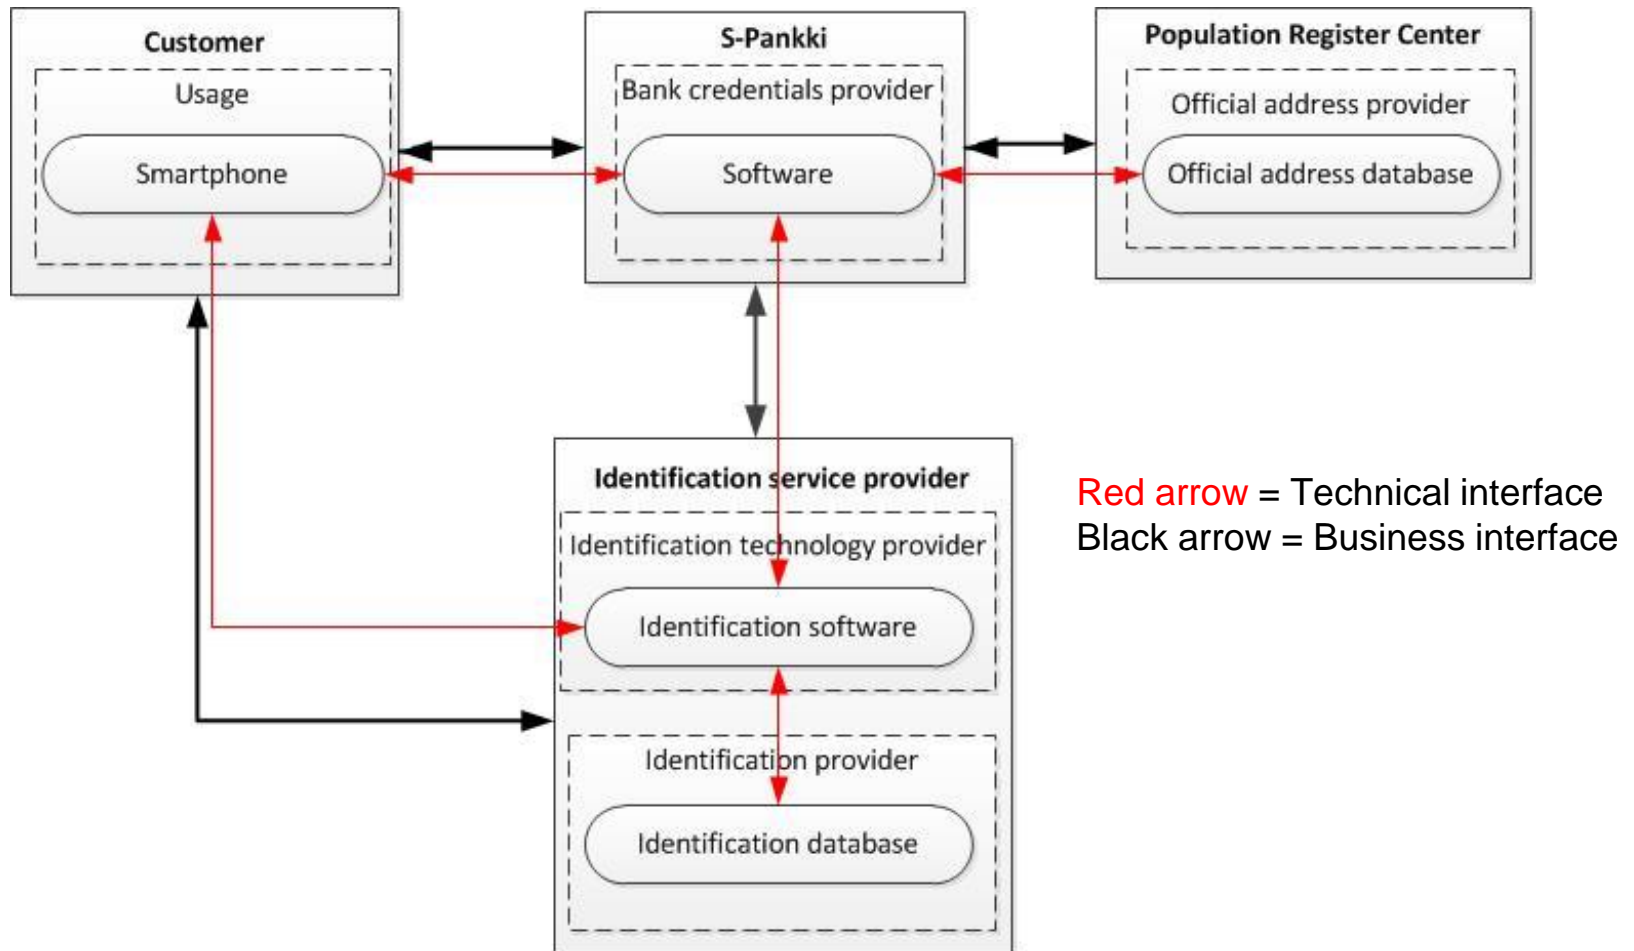 Customer
Usage
Smartphone
S-Pankki
Bank credentials provider
Software
Population Register Center
Official address provider
Official address database
Identification service provider
Identification technology provider
Identification software
Identification provider
Identification database
Red arrow = Technical interface
Black arrow = Business interface